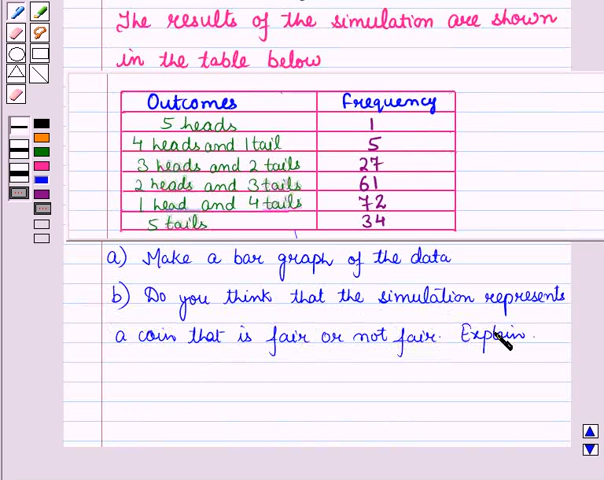 The results of the simulation are shown
in the table below
Outcomes Frequency
5 heads 1
4 heads and 1 tail 5
3 heads and 2 tails 27
2 heads and 3 tails 61
1 head and 4 tails 72
5 tails 34
a) Make a bar graph of the data
b) Do you think that the simulation represents
a coin that is fair or not fair. Explain.